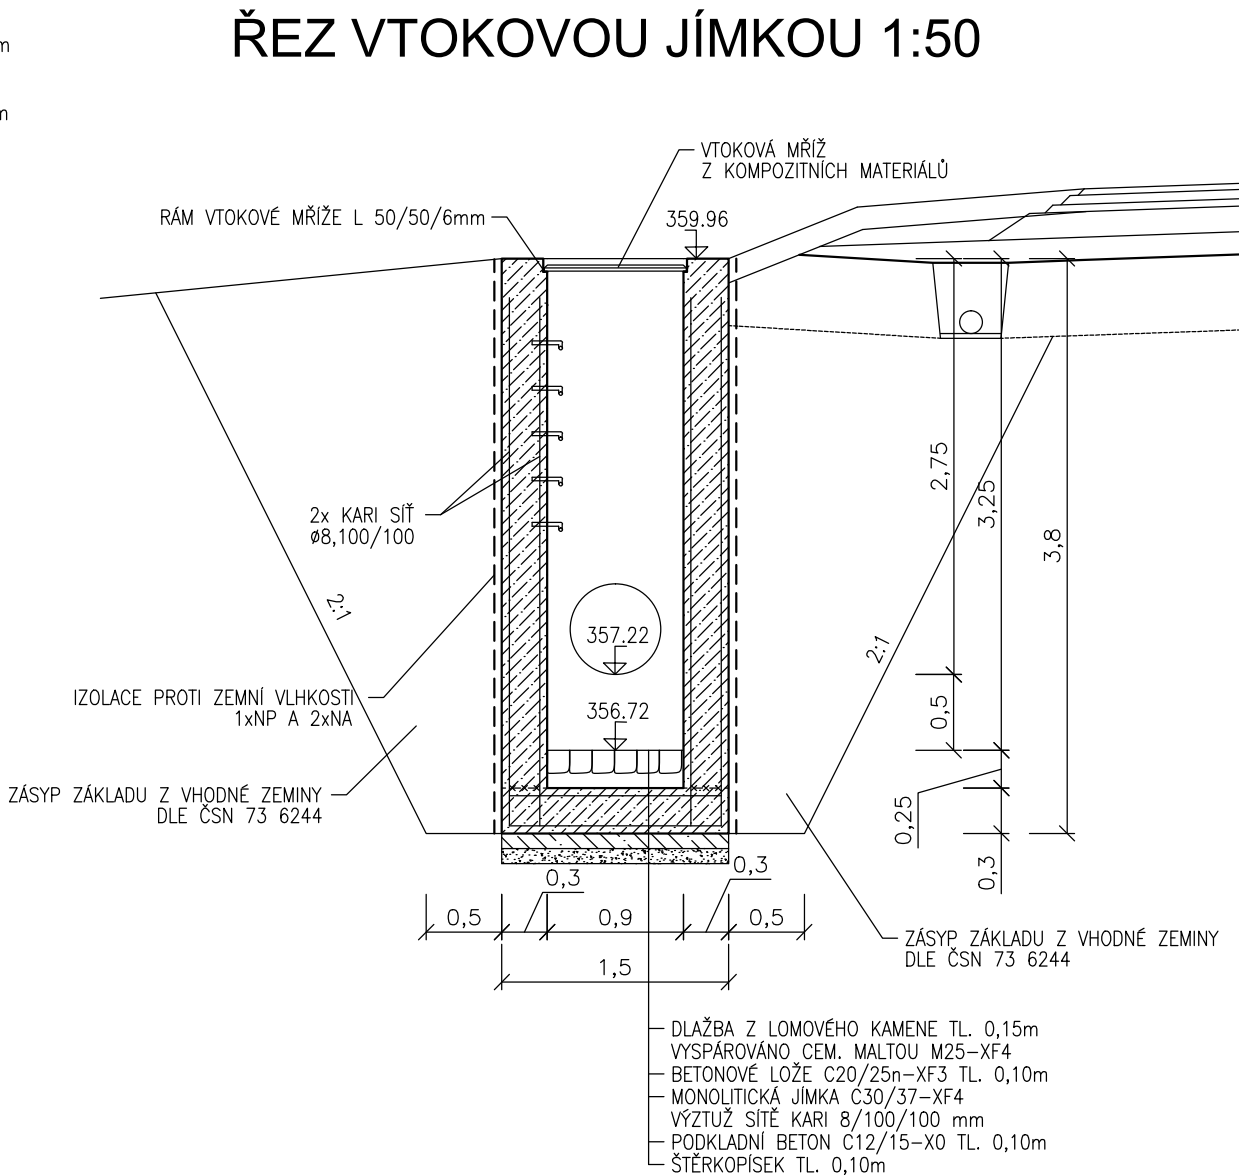 ŘEZ VTOKOVOU JÍMKOU 1:50
m
m
VTOKOVÁ MŘÍŽ
Z KOMPOZITNÍCH MATERIÁLŮ
RÁM VTOKOVÉ MŘÍŽE L 50/50/6mm
359.96
2,75
3,25
3,8
2x KARI SÍŤ
ø8,100/100
2:1
357.22
2:1
IZOLACE PROTI ZEMNÍ VLHKOSTI
1xNP A 2xNA
356.72
0,5
ZÁSYP ZÁKLADU Z VHODNÉ ZEMINY
DLE ČSN 73 6244
0,25
0,3
0,3
0,3
0,5
0,9
0,5
1,5
ZÁSYP ZÁKLADU Z VHODNÉ ZEMINY
DLE ČSN 73 6244
DLAŽBA Z LOMOVÉHO KAMENE TL. 0,15m
VYSPÁROVÁNO CEM. MALTOU M25-XF4
BETONOVÉ LOŽE C20/25n-XF3 TL. 0,10m
MONOLITICKÁ JÍMKA C30/37-XF4
VÝZTUŽ SÍTĚ KARI 8/100/100 mm
PODKLADNÍ BETON C12/15-X0 TL. 0,10m
ŠTĚRKOPÍSEK TL. 0,10m